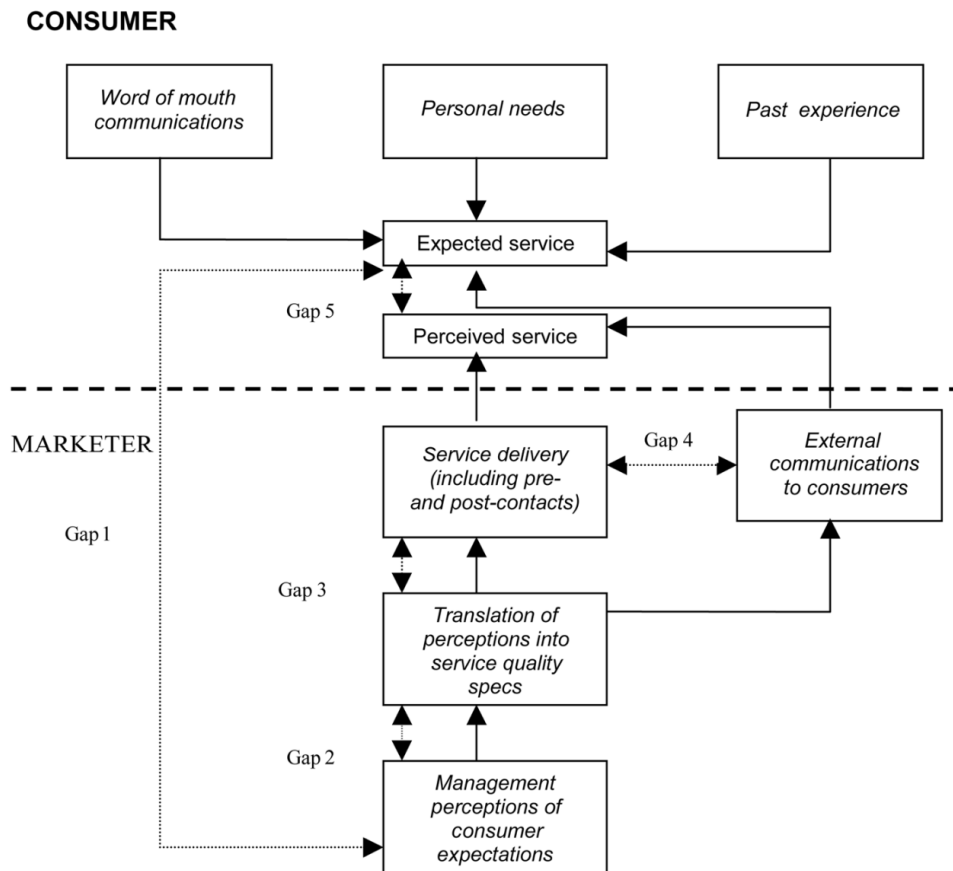 CONSUMER
Word of mouth
communications
Personal needs
Past experience
Expected service
Gap 5
Perceived service
MARKETER
Service delivery
(including pre-
and post-contacts)
Gap 4
External
communications
to consumers
Gap 1
Gap 3
Translation of
perceptions into
service quality
specs
Gap 2
Management
perceptions of
consumer
expectations